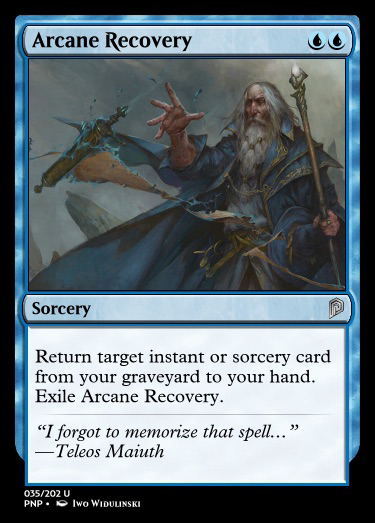 Arcane Recovery
Sorcery
Return target instant or sorcery card
from your graveyard to your hand.
Exile Arcane Recovery.
“I forgot to memorize that spell…”
—Teleos Maiuth
035/202 U
PNP • Iwo Widulinski